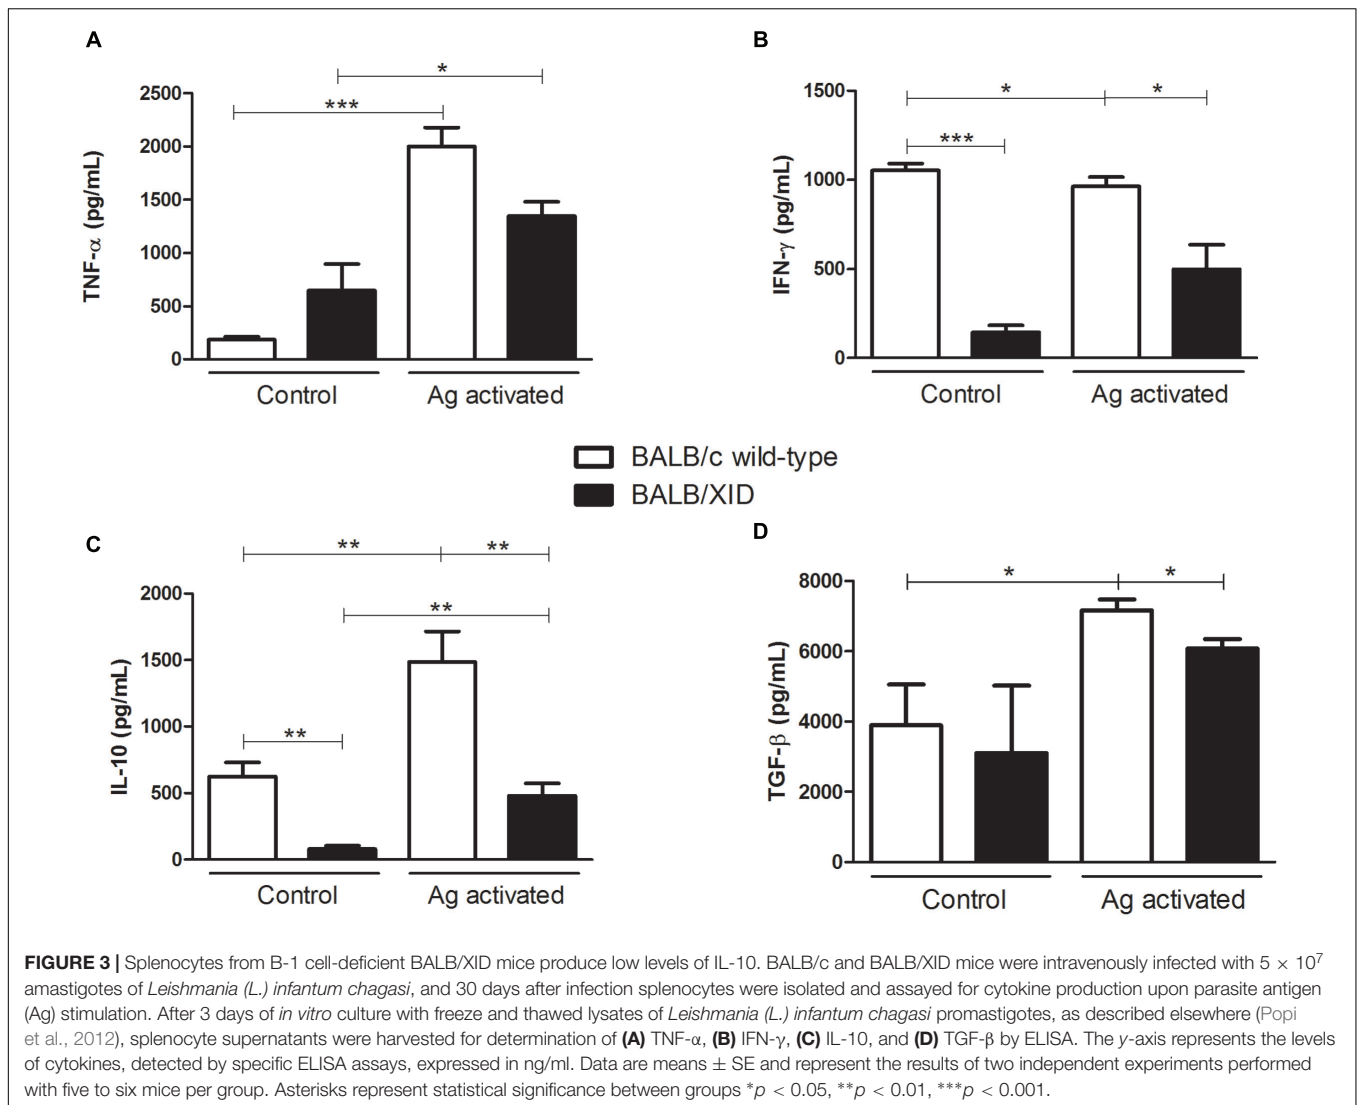 A
*
***
2500
2000
1500
1000
500
0
TNF-α (pg/mL)
Control
Ag activated
B
*
*
***
1500
1000
500
0
IFN-γ (pg/mL)
Control
Ag activated
BALB/c wild-type
BALB/XID
C
**
**
**
**
2000
1500
1000
500
0
IL-10 (pg/mL)
Control
Ag activated
D
*
*
8000
6000
4000
2000
0
TGF-β (pg/mL)
Control
Ag activated
FIGURE 3 | Splenocytes from B-1 cell-deficient BALB/XID mice produce low levels of IL-10. BALB/c and BALB/XID mice were intravenously infected with 5 × 10⁷
amastigotes of Leishmania (L.) infantum chagasi, and 30 days after infection splenocytes were isolated and assayed for cytokine production upon parasite antigen
(Ag) stimulation. After 3 days of in vitro culture with freeze and thawed lysates of Leishmania (L.) infantum chagasi promastigotes, as described elsewhere (Popi
et al., 2012), splenocyte supernatants were harvested for determination of (A) TNF-α, (B) IFN-γ, (C) IL-10, and (D) TGF-β by ELISA. The y-axis represents the levels
of cytokines, detected by specific ELISA assays, expressed in ng/ml. Data are means ± SE and represent the results of two independent experiments performed
with five to six mice per group. Asterisks represent statistical significance between groups *p < 0.05, **p < 0.01, ***p < 0.001.